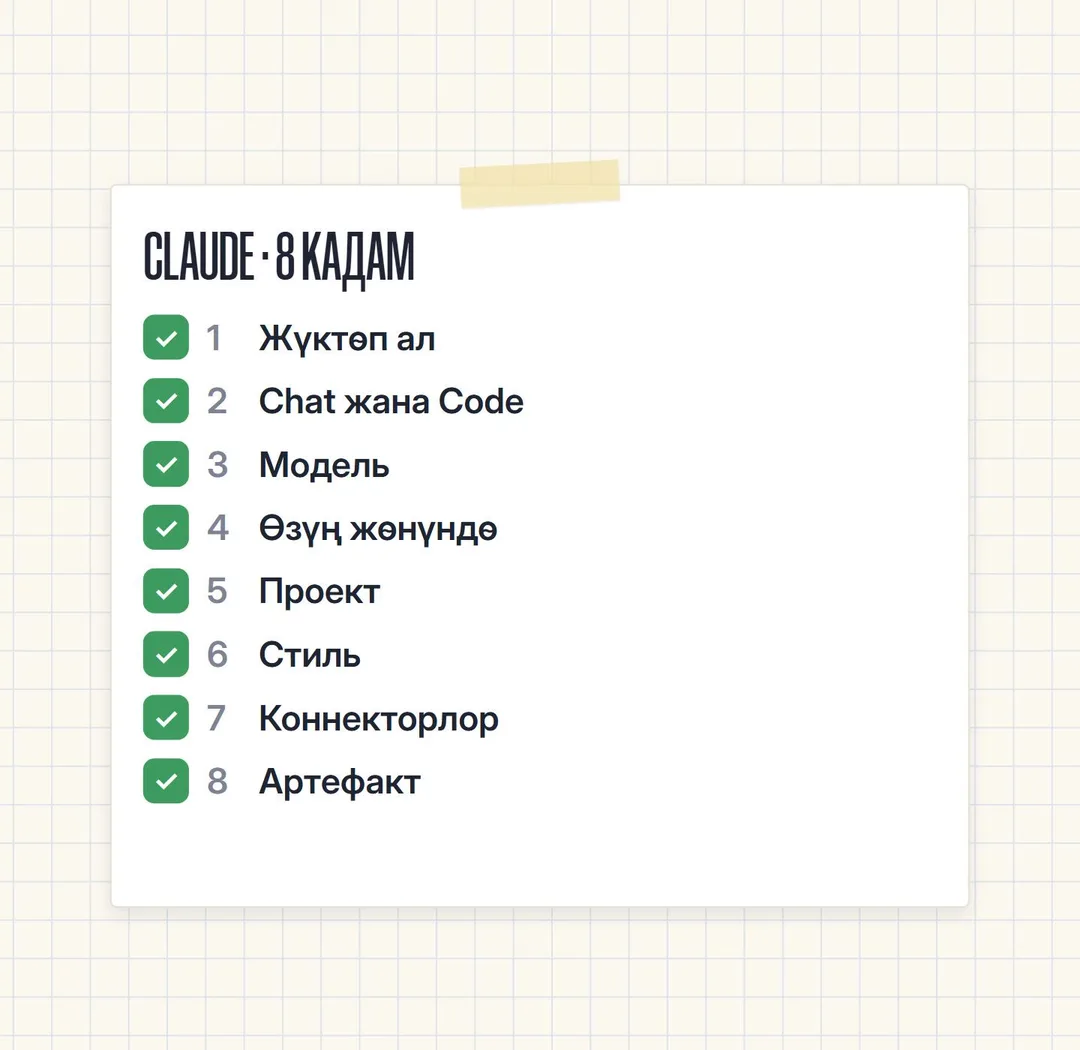 CLAUDE · 8 КАДАМ
1 Жүктөп ал
2 Chat жана Code
3 Модель
4 Өзүң жөнүндө
5 Проект
6 Стиль
7 Коннекторлор
8 Артефакт